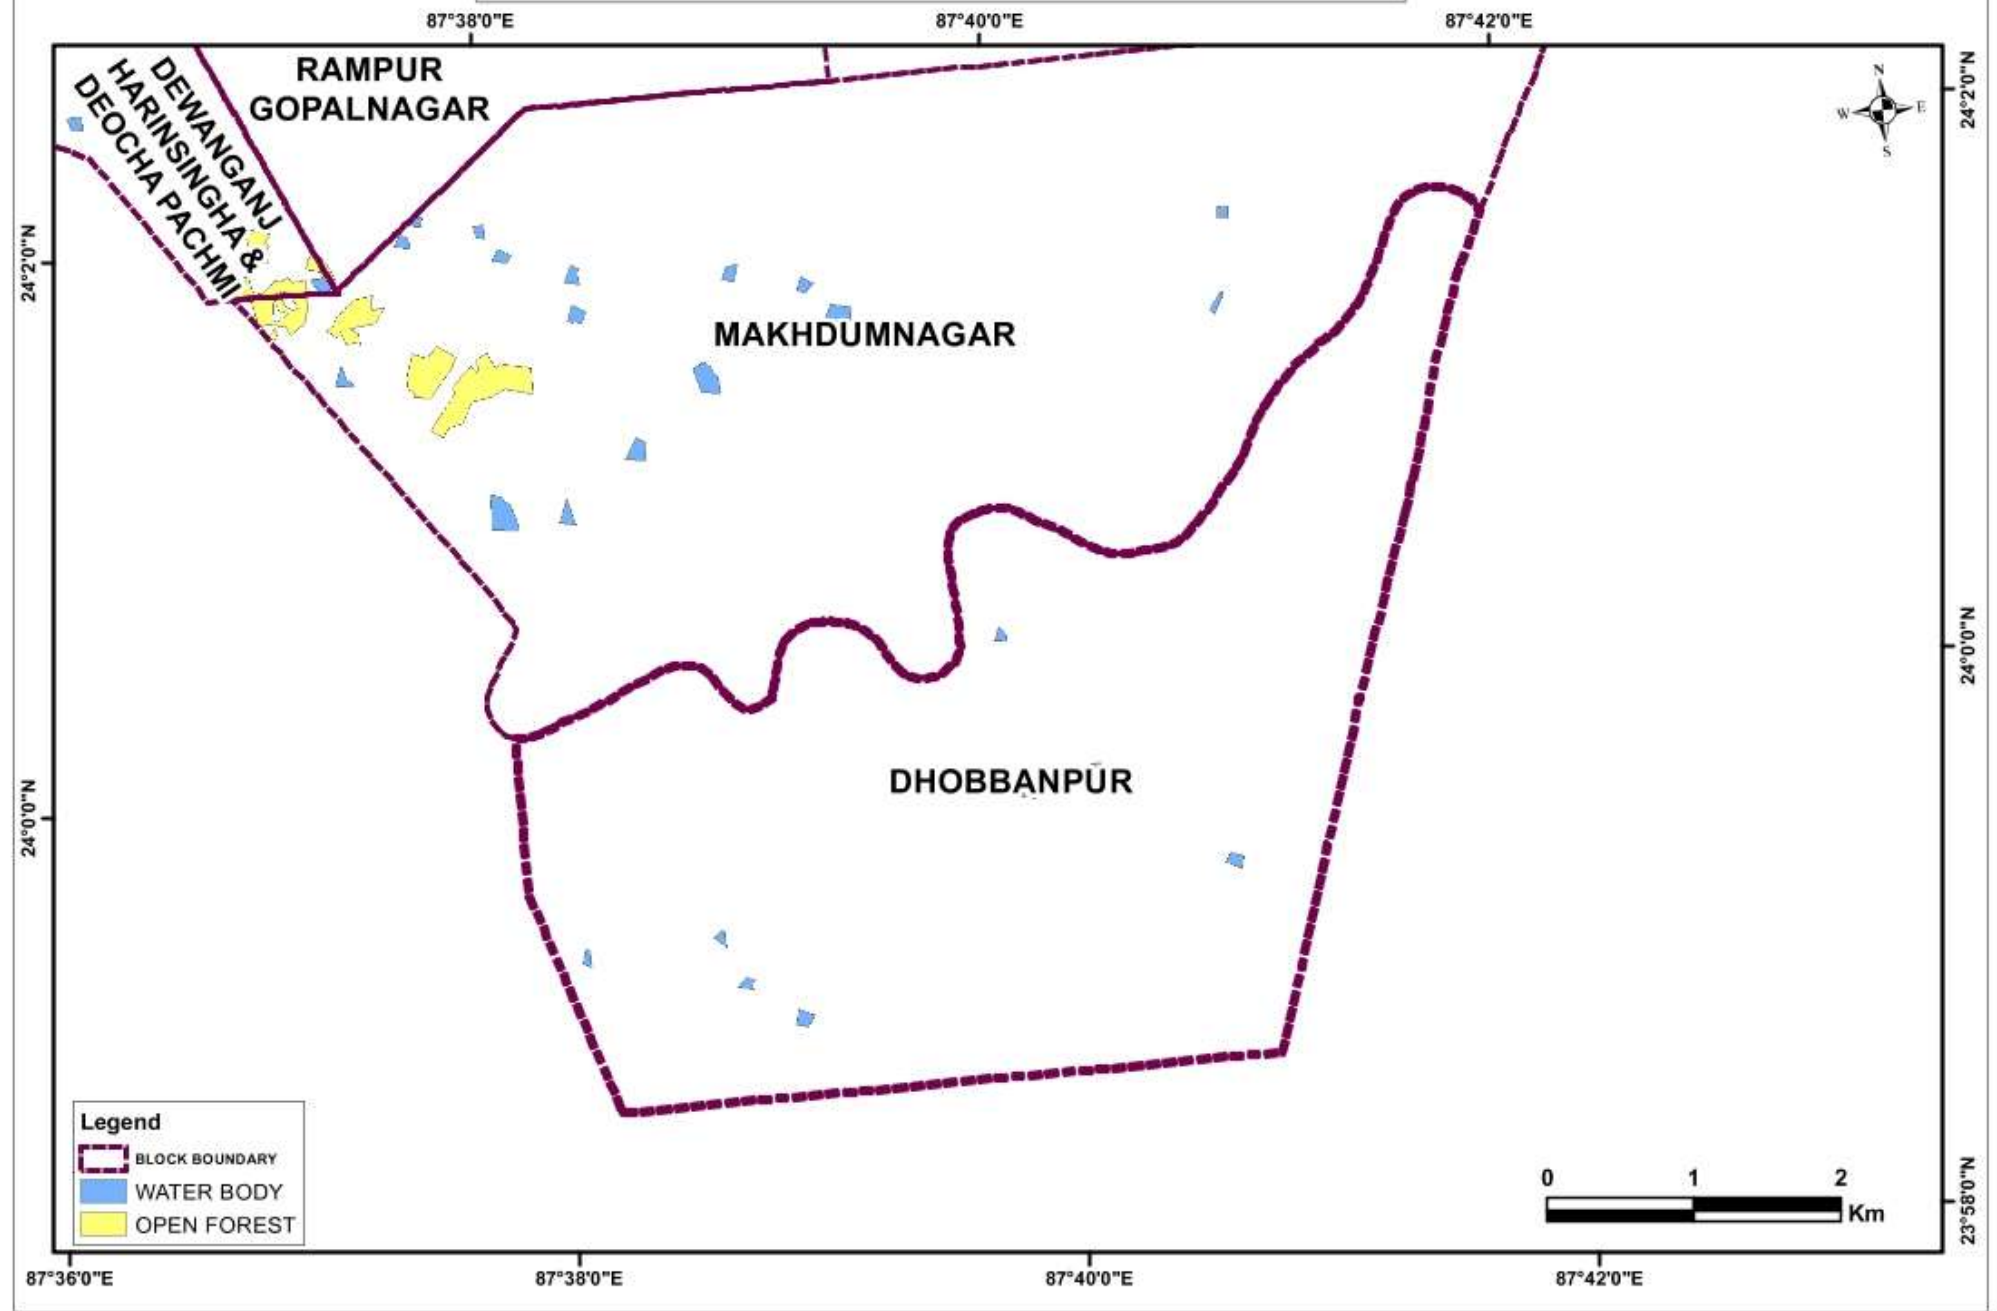 87°38'0"E 87°40'0"E 87°42'0"E
RAMPUR
GOPALNAGAR
DEWANGANJ
HARINSINGHA &
DEOCHA PACHMI
N
W E
S
24°2'0"N
24°2'0"N
MAKHDUMNAGAR
24°0'0"N
DHOBBANPUR
24°0'0"N
Legend
BLOCK BOUNDARY
WATER BODY
OPEN FOREST
0 1 2
Km
23°58'0"N
87°36'0"E 87°38'0"E 87°40'0"E 87°42'0"E